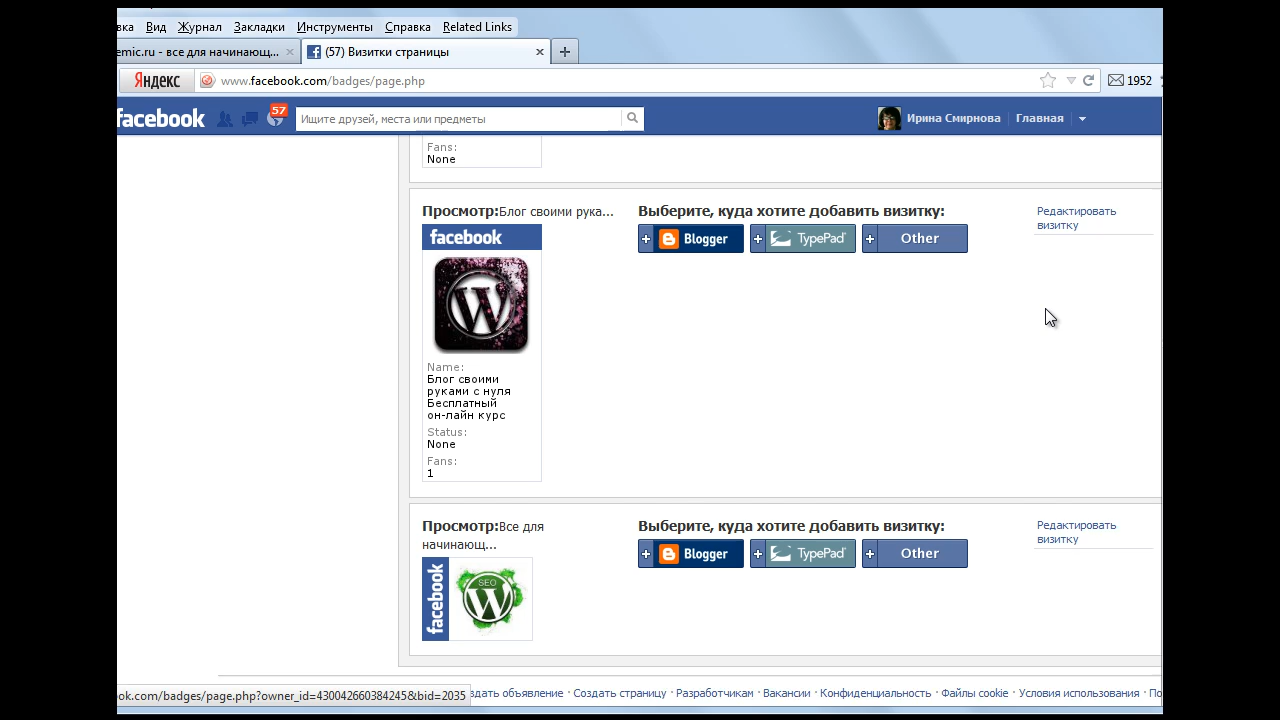 вка Вид Журнал Закладки Инструменты Справка Related Links
emic.ru - все для начинающ... (57) Визитки страницы
Яндекс www.facebook.com/badges/page.php 1952
facebook 57 Ищите друзей, места или предметы Ирина Смирнова Главная
Fans:
None
Просмотр:Блог своими рука... Выберите, куда хотите добавить визитку: Редактировать
визитку
facebook Blogger TypePad Other
W
Name:
Блог своими
руками с нуля
Бесплатный
он-лайн курс
Status:
None
Fans:
1
Просмотр:Все для Выберите, куда хотите добавить визитку: Редактировать
начинающ... визитку
Blogger TypePad Other
facebook SEO W
ok.com/badges/page.php?owner_id=430042660384245&bid=2035 здать объявление · Создать страницу · Разработчикам · Вакансии · Конфиденциальность · Файлы cookie · Условия использования · По